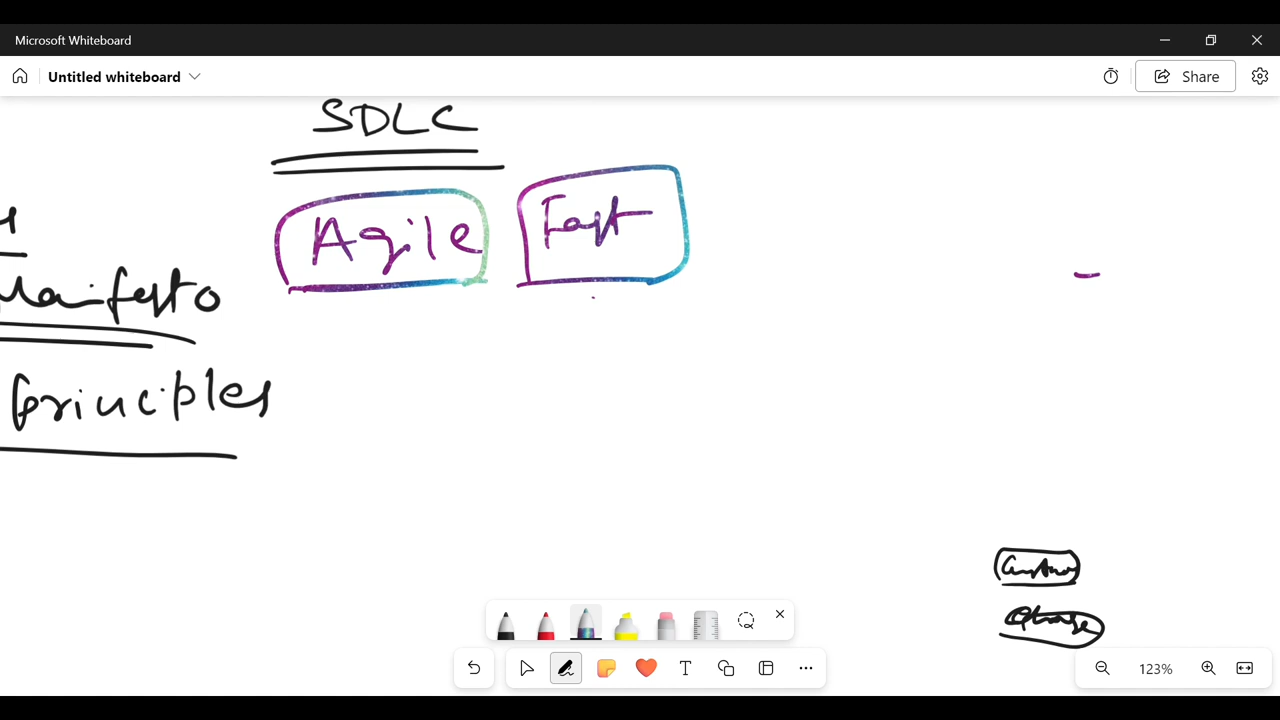 Microsoft Whiteboard
Untitled whiteboard
Share
SDLC
Agile Fast
Manifesto
principles
123%